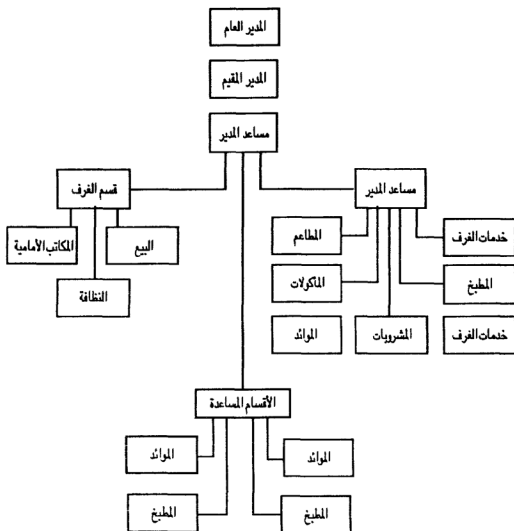 المدير العام
المدير المقيم
مساعد المدير
مساعد المدير
قسم الغرف
خدمات الغرف
المطاعم
البيع
المكاتب الأمامية
المطبخ
الماكولات
النظافة
خدمات الغرف
المشروبات
الموائد
الأقسام المساعدة
الموائد
الموائد
المطبخ
المطبخ